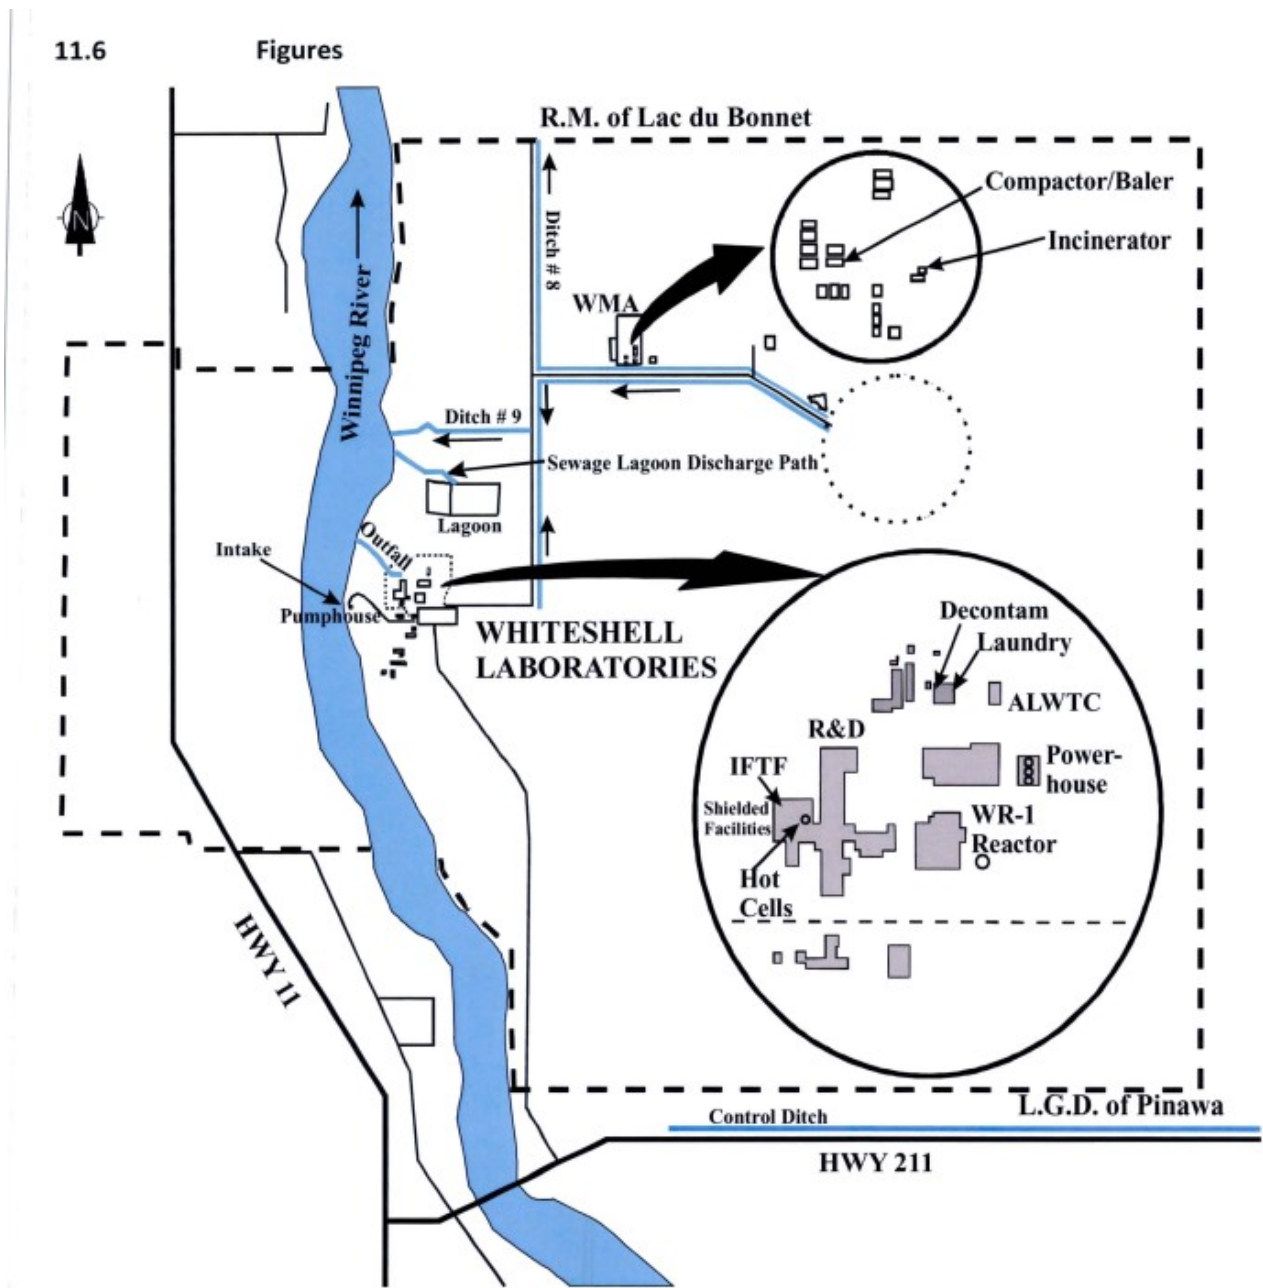 11.6 Figures
R.M. of Lac du Bonnet
N
Compactor/Baler
Incinerator
Ditch # 8
WMA
Winnipeg River
Ditch # 9
Sewage Lagoon Discharge Path
Lagoon
Outfall
Intake
Pumphouse
WHITESHELL
LABORATORIES
Decontam
Laundry
ALWTC
R&D
IFTF
Power-
house
Shielded
Facilities
WR-1
Reactor
Hot
Cells
HWY 11
L.G.D. of Pinawa
Control Ditch
HWY 211